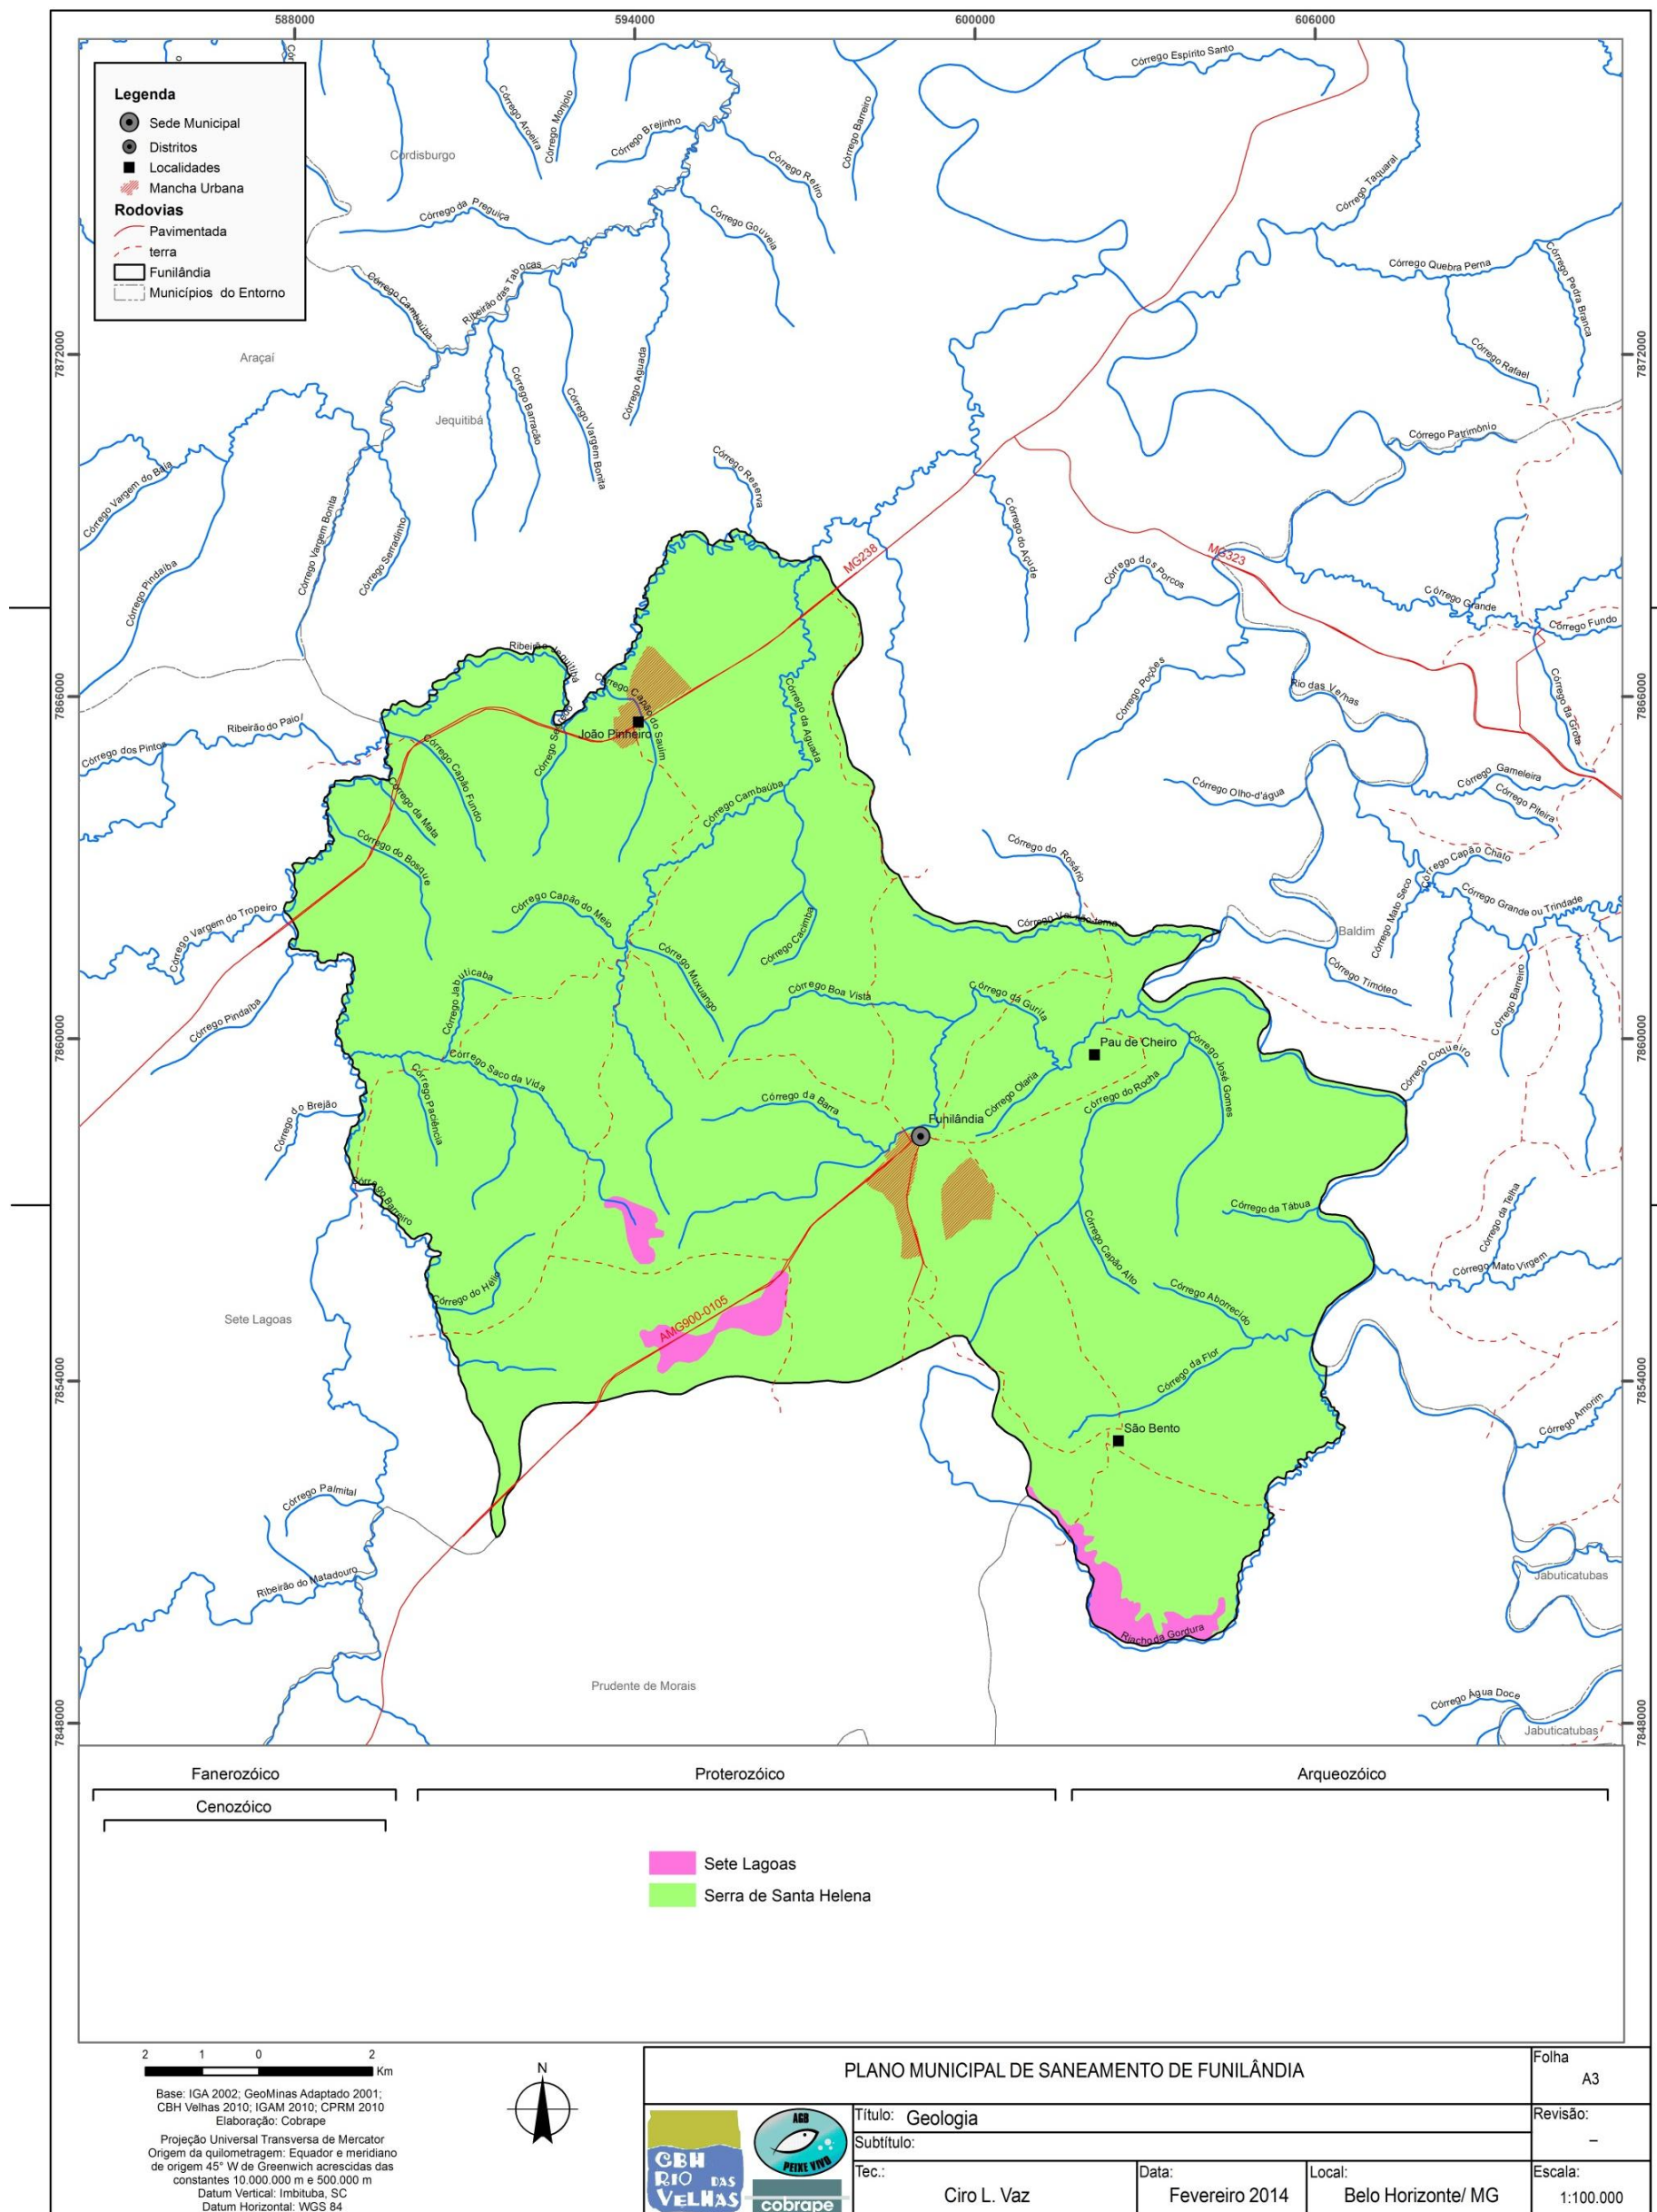 588000
594000
600000
606000
Legenda
Sede Municipal
Distritos
Localidades
Mancha Urbana
Rodovias
Pavimentada
terra
Funilândia
Municípios do Entorno
Córrego Espírito Santo
Córrego Aroeira
Córrego Monjolo
Córrego Brejinho
Córrego Barreiro
Córrego Retiro
Córrego Taquaral
Cordisburgo
Córrego da Preguiça
Córrego Gouveia
Córrego Quebra Perna
Córrego Pedra Branca
Córrego Cambaúba
Ribeirão das Tabocas
7872000
7872000
Araçaí
Córrego Aguada
Córrego Rafael
Jequitibá
Córrego Barracão
Córrego Vargem Bonita
Córrego Patrimônio
Córrego Vargem do Baía
Córrego Reserva
Córrego Vargem Bonita
Córrego Serradinho
Córrego do Açude
MG238
MG323
Córrego Pindaíba
Córrego dos Porcos
Córrego Grande
Córrego Fundo
Ribeirão Jequitibá
Córrego Capão do Sauim
Córrego da Aguada
Córrego Poções
Rio das Velhas
Córrego da Grota
7866000
7866000
Ribeirão do Paiol
Córrego dos Pintos
João Pinheiro
Córrego Capão Fundo
Córrego da Mata
Córrego Cambaúba
Córrego Olho-d'água
Córrego Gameleira
Córrego Piteira
Córrego do Bosque
Córrego do Rosário
Córrego Capão Chato
Córrego Mato Seco
Córrego Grande ou Trindade
Córrego Vargem do Tropeiro
Córrego Capão do Meio
Córrego Cacimba
Baldim
Córrego Muxuango
Córrego Jabuticaba
Córrego Boa Vista
Córrego da Gurita
Córrego Timóteo
Córrego Barreiro
Córrego Pindaíba
7860000
7860000
Pau de Cheiro
Córrego Saco da Vida
Córrego Paciência
Córrego Olaria
Córrego do Rocha
Córrego José Gomes
Córrego Coqueiro
Córrego do Brejão
Córrego da Barra
Funilândia
Córrego Barreiro
Córrego da Tábua
Córrego da Telha
Córrego Capão Alto
Córrego Mato Virgem
Córrego do Hélio
Córrego Aborrecido
Sete Lagoas
AMG900-0105
7854000
7854000
Córrego da Flor
Córrego Amorim
São Bento
Córrego Palmital
Ribeirão do Matadouro
Jabuticatubas
Riacho da Gordura
Prudente de Morais
Córrego Água Doce
Jabuticatubas
7848000
7848000
Fanerozóico
Proterozóico
Arqueozóico
Cenozóico
Sete Lagoas
Serra de Santa Helena
2 1 0 2
Km
Base: IGA 2002; GeoMinas Adaptado 2001;
CBH Velhas 2010; IGAM 2010; CPRM 2010
Elaboração: Cobrape
Projeção Universal Transversa de Mercator
Origem da quilometragem: Equador e meridiano
de origem 45° W de Greenwich acrescidas das
constantes 10.000.000 m e 500.000 m
Datum Vertical: Imbituba, SC
Datum Horizontal: WGS 84
N
PLANO MUNICIPAL DE SANEAMENTO DE FUNILÂNDIA
Folha
A3
CBH
RIO DAS
VELHAS
AGB
PEIXE VIVO
cobrape
Título: Geologia
Revisão:
–
Subtítulo:
Tec.:
Ciro L. Vaz
Data:
Fevereiro 2014
Local:
Belo Horizonte/ MG
Escala:
1:100.000